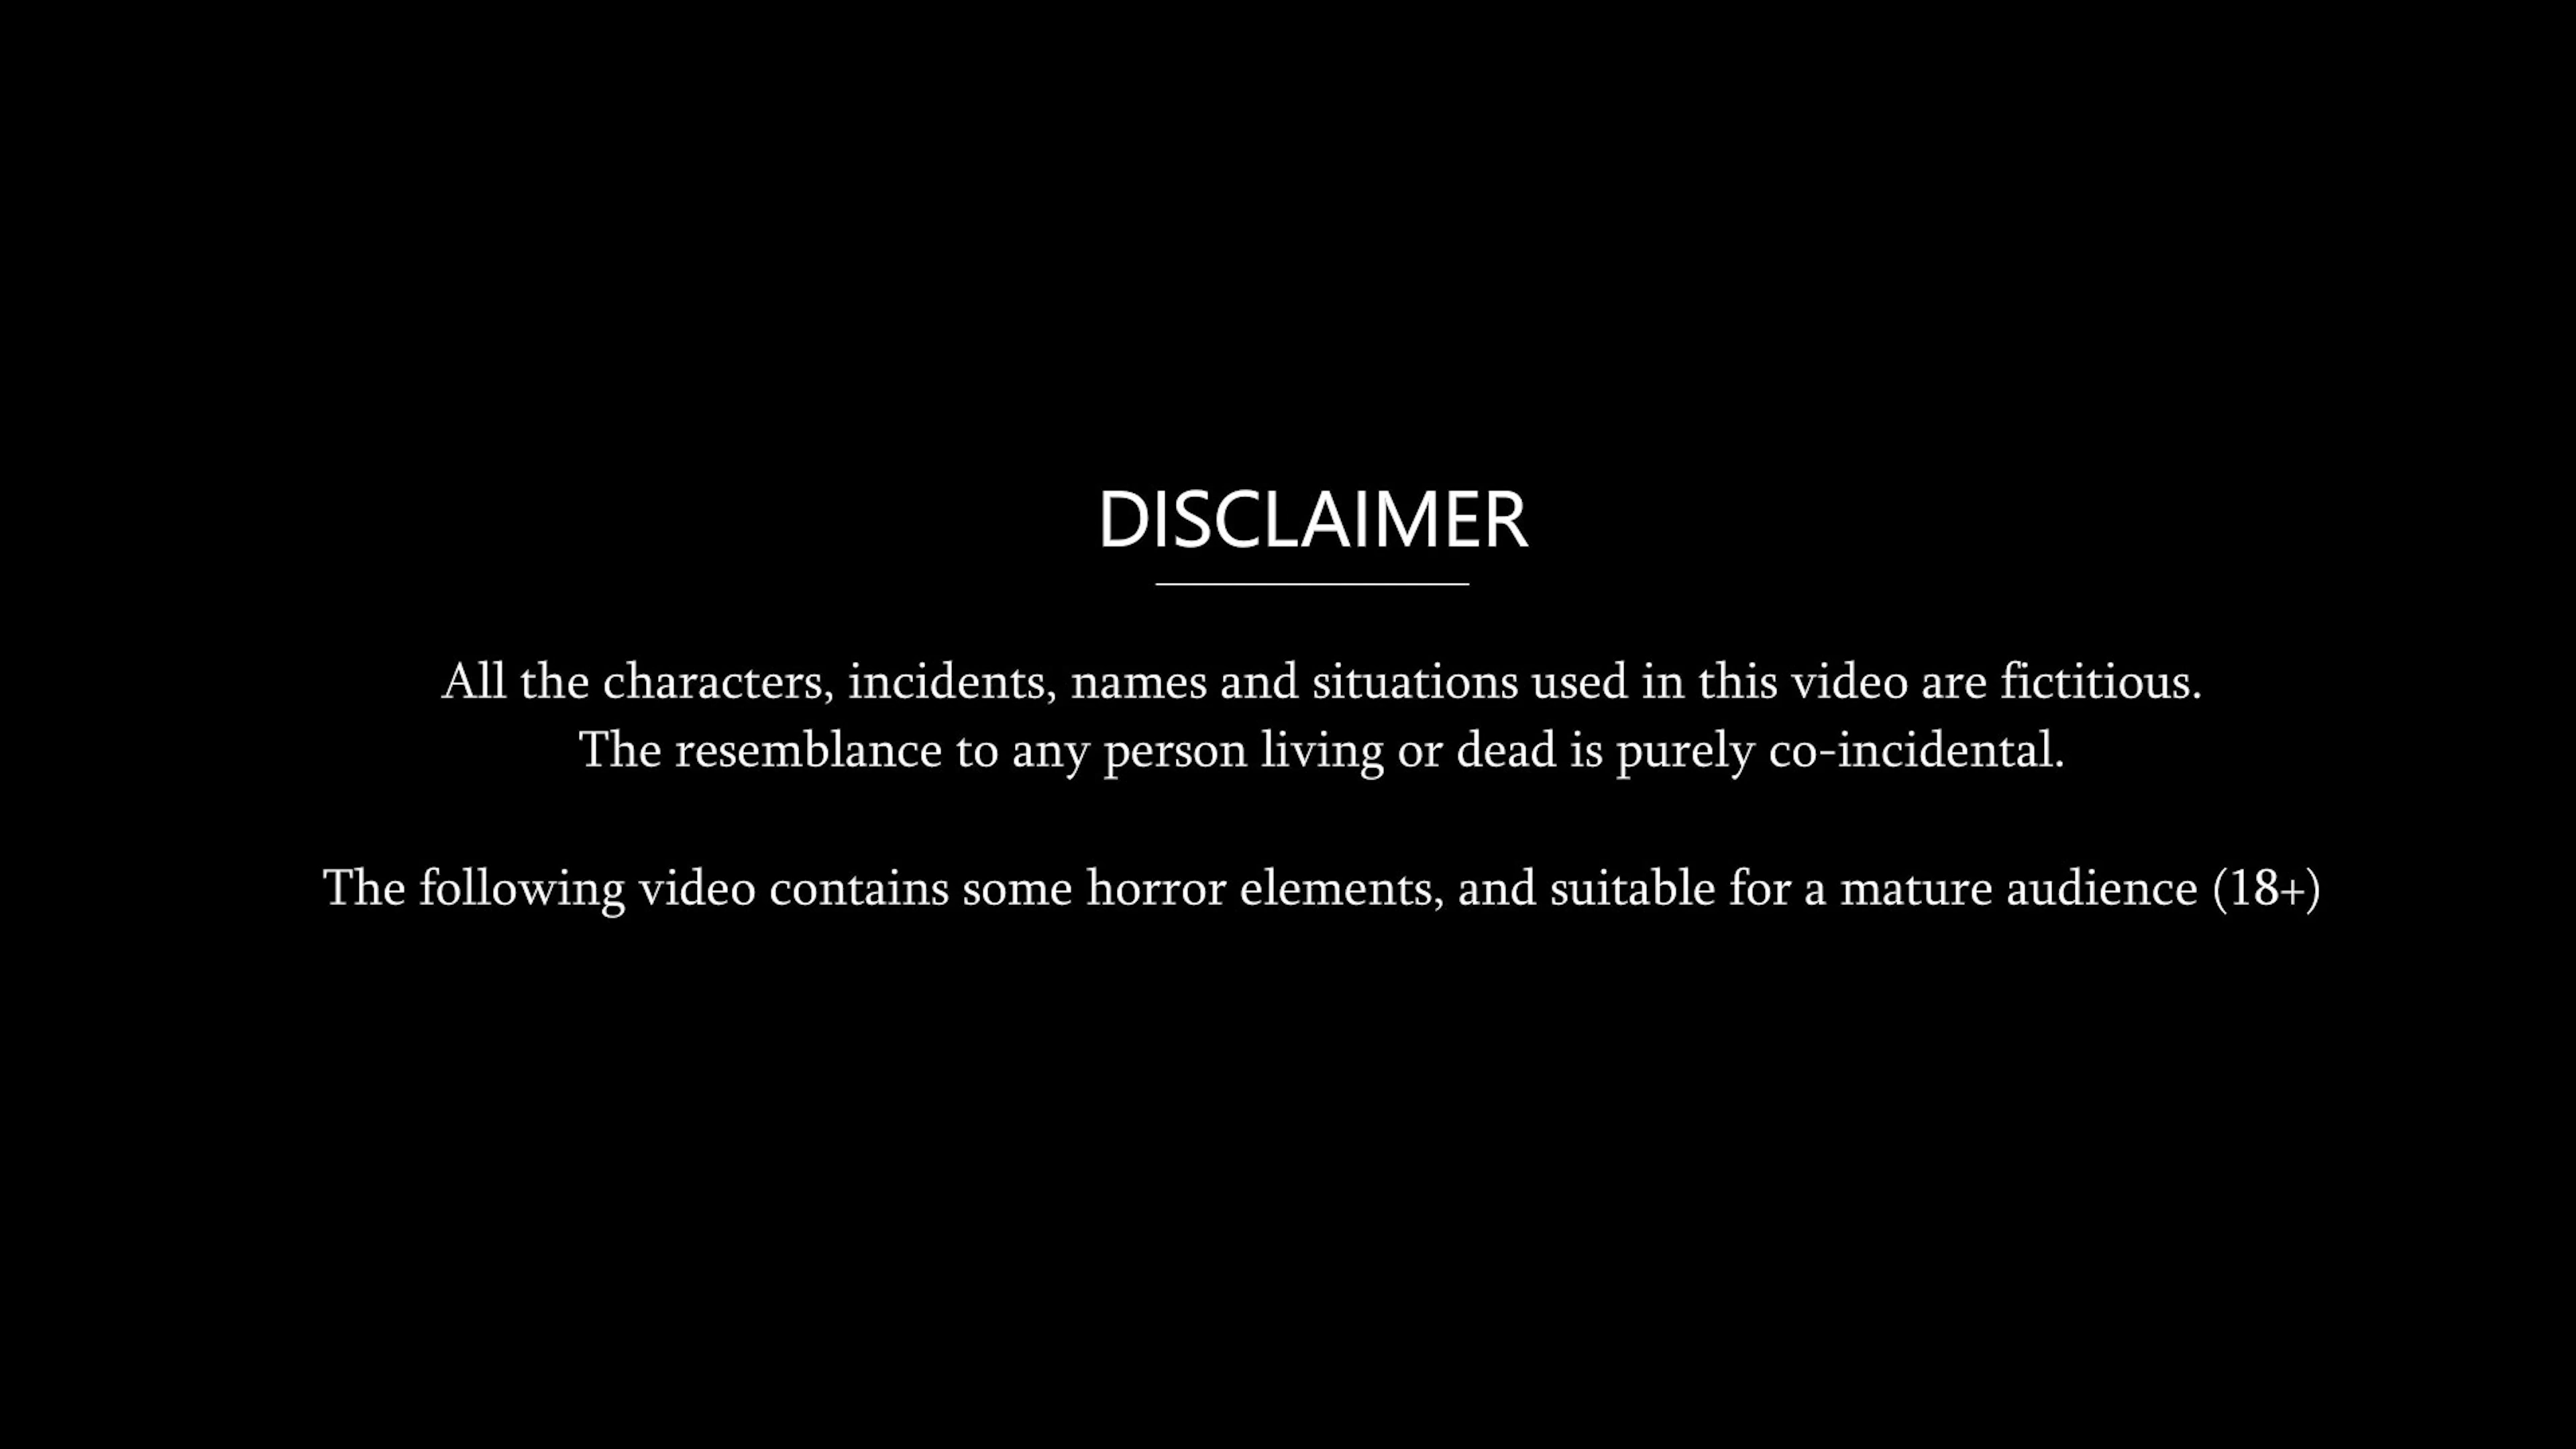 DISCLAIMER
All the characters, incidents, names and situations used in this video are fictitious.
The resemblance to any person living or dead is purely co-incidental.
The following video contains some horror elements, and suitable for a mature audience (18+)